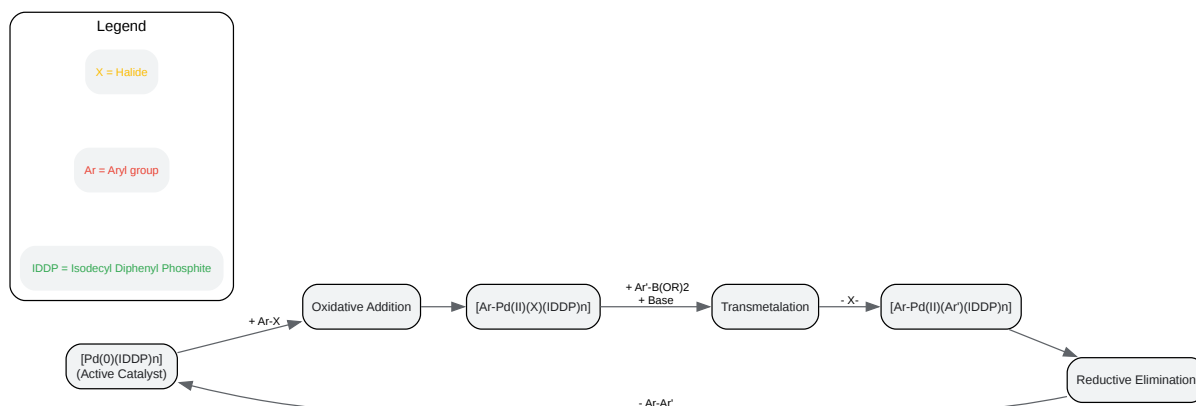 Legend
X = Halide
Ar = Aryl group
IDDP = Isodecyl Diphenyl Phosphite
[Pd(0)(IDDP)n]
(Active Catalyst)
+ Ar-X
Oxidative Addition
[Ar-Pd(II)(X)(IDDP)n]
+ Ar'-B(OR)2
+ Base
Transmetalation
- X-
[Ar-Pd(II)(Ar')(IDDP)n]
Reductive Elimination
- Ar-Ar'